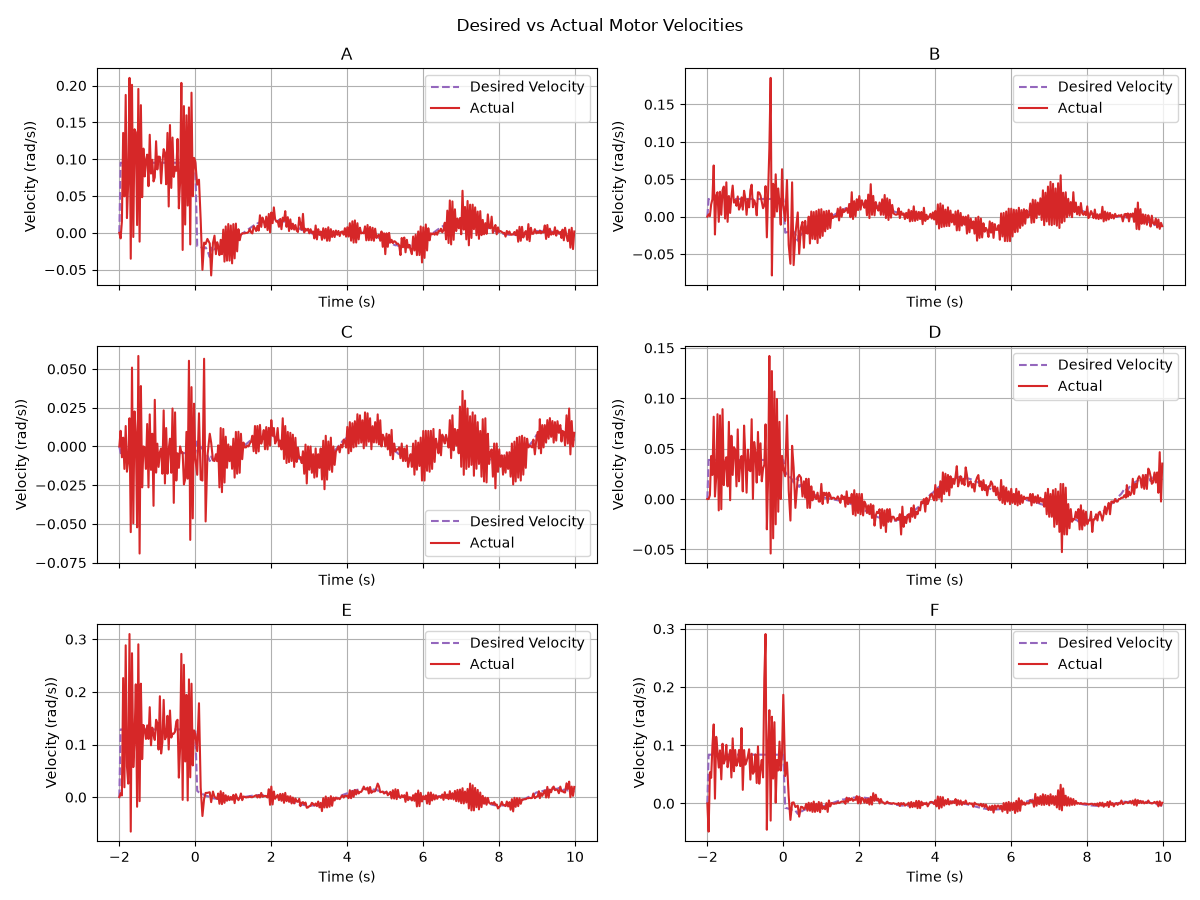 Desired vs Actual Motor Velocities
A
Velocity (rad/s))
0.20
0.15
0.10
0.05
0.00
−0.05
Desired Velocity
Actual
Time (s)
B
Velocity (rad/s))
0.15
0.10
0.05
0.00
−0.05
Desired Velocity
Actual
Time (s)
C
Velocity (rad/s))
0.050
0.025
0.000
−0.025
−0.050
−0.075
Desired Velocity
Actual
Time (s)
D
Velocity (rad/s))
0.15
0.10
0.05
0.00
−0.05
Desired Velocity
Actual
Time (s)
E
Velocity (rad/s))
0.3
0.2
0.1
0.0
Desired Velocity
Actual
−2 0 2 4 6 8 10
Time (s)
F
Velocity (rad/s))
0.3
0.2
0.1
0.0
Desired Velocity
Actual
−2 0 2 4 6 8 10
Time (s)